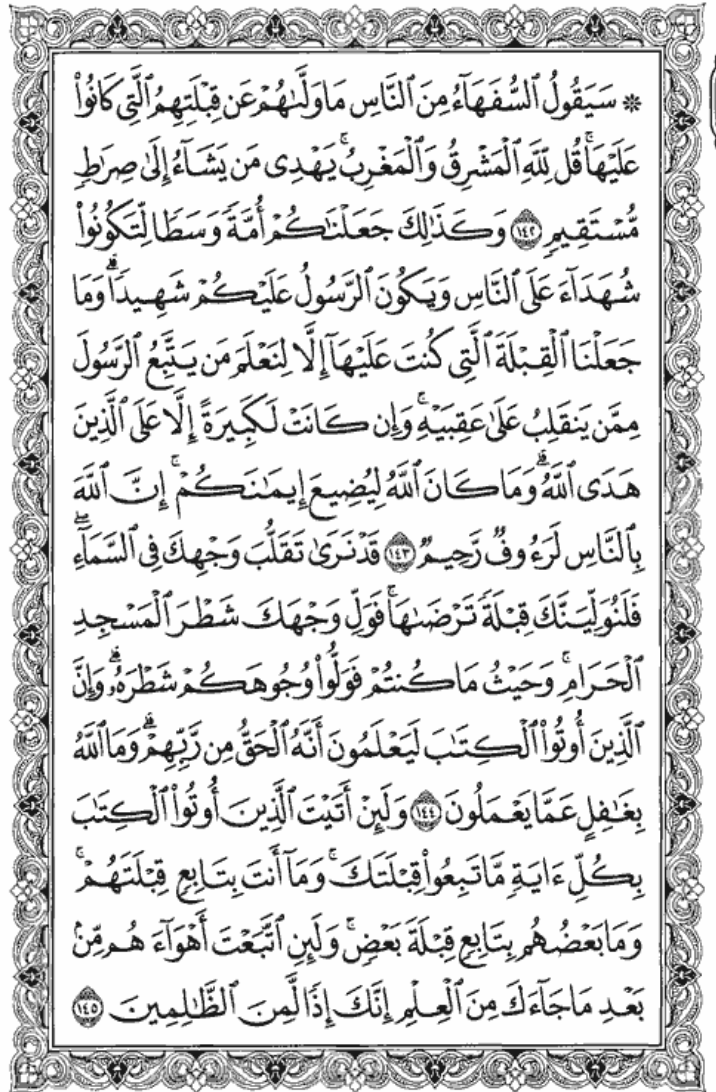 ۞ سَيَقُولُ ٱلسُّفَهَآءُ مِنَ ٱلنَّاسِ مَا وَلَّىٰهُمْ عَن قِبْلَتِهِمُ ٱلَّتِى كَانُوا۟
عَلَيْهَا ۚ قُل لِّلَّهِ ٱلْمَشْرِقُ وَٱلْمَغْرِبُ ۚ يَهْدِى مَن يَشَآءُ إِلَىٰ صِرَٰطٍ
مُّسْتَقِيمٍ ١٤٢ وَكَذَٰلِكَ جَعَلْنَٰكُمْ أُمَّةً وَسَطًا لِّتَكُونُوا۟
شُهَدَآءَ عَلَى ٱلنَّاسِ وَيَكُونَ ٱلرَّسُولُ عَلَيْكُمْ شَهِيدًا ۗ وَمَا
جَعَلْنَا ٱلْقِبْلَةَ ٱلَّتِى كُنتَ عَلَيْهَآ إِلَّا لِنَعْلَمَ مَن يَتَّبِعُ ٱلرَّسُولَ
مِمَّن يَنقَلِبُ عَلَىٰ عَقِبَيْهِ ۚ وَإِن كَانَتْ لَكَبِيرَةً إِلَّا عَلَى ٱلَّذِينَ
هَدَى ٱللَّهُ ۗ وَمَا كَانَ ٱللَّهُ لِيُضِيعَ إِيمَٰنَكُمْ ۚ إِنَّ ٱللَّهَ
بِٱلنَّاسِ لَرَءُوفٌ رَّحِيمٌ ١٤٣ قَدْ نَرَىٰ تَقَلُّبَ وَجْهِكَ فِى ٱلسَّمَآءِ ۖ
فَلَنُوَلِّيَنَّكَ قِبْلَةً تَرْضَىٰهَا ۚ فَوَلِّ وَجْهَكَ شَطْرَ ٱلْمَسْجِدِ
ٱلْحَرَامِ ۚ وَحَيْثُ مَا كُنتُمْ فَوَلُّوا۟ وُجُوهَكُمْ شَطْرَهُۥ ۗ وَإِنَّ
ٱلَّذِينَ أُوتُوا۟ ٱلْكِتَٰبَ لَيَعْلَمُونَ أَنَّهُ ٱلْحَقُّ مِن رَّبِّهِمْ ۗ وَمَا ٱللَّهُ
بِغَٰفِلٍ عَمَّا يَعْمَلُونَ ١٤٤ وَلَئِنْ أَتَيْتَ ٱلَّذِينَ أُوتُوا۟ ٱلْكِتَٰبَ
بِكُلِّ ءَايَةٍ مَّا تَبِعُوا۟ قِبْلَتَكَ ۚ وَمَآ أَنتَ بِتَابِعٍ قِبْلَتَهُمْ ۚ
وَمَا بَعْضُهُم بِتَابِعٍ قِبْلَةَ بَعْضٍ ۚ وَلَئِنِ ٱتَّبَعْتَ أَهْوَآءَهُم مِّنۢ
بَعْدِ مَا جَآءَكَ مِنَ ٱلْعِلْمِ إِنَّكَ إِذًا لَّمِنَ ٱلظَّٰلِمِينَ ١٤٥